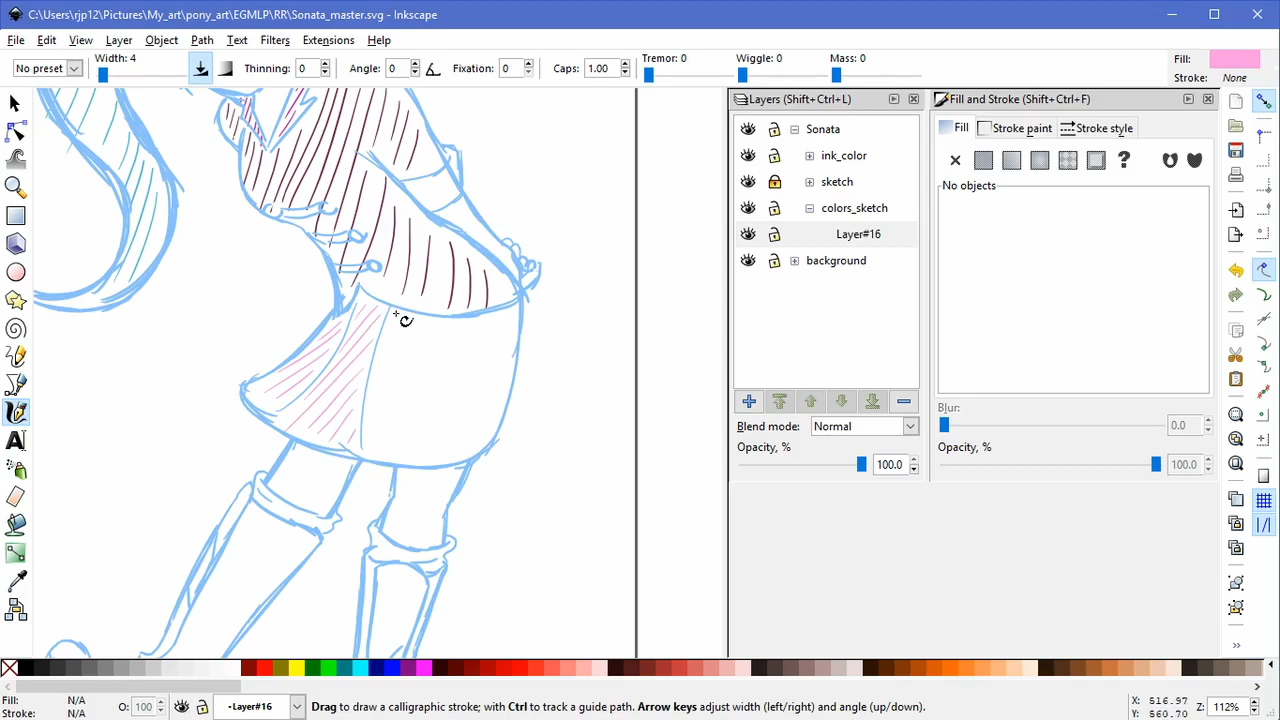 C:\Users\rjp12\Pictures\My_art\pony_art\EGMLP\RR\Sonata_master.svg - Inkscape
File Edit View Layer Object Path Text Filters Extensions Help
No preset Width: 4 Thinning: 0 Angle: 0 Fixation: 0 Caps: 1.00 Tremor: 0 Wiggle: 0 Mass: 0 Fill:
Stroke: None
Layers (Shift+Ctrl+L)
Sonata
ink_color
sketch
colors_sketch
Layer#16
background
Blend mode: Normal
Opacity, %
100.0
Fill and Stroke (Shift+Ctrl+F)
Fill Stroke paint Stroke style
?
No objects
Blur:
0.0
Opacity, %
100.0
Fill: N/A
Stroke: N/A
O: 100
-Layer#16
Drag to draw a calligraphic stroke; with Ctrl to track a guide path. Arrow keys adjust width (left/right) and angle (up/down).
X: 516.97
Y: 560.70
Z: 112%